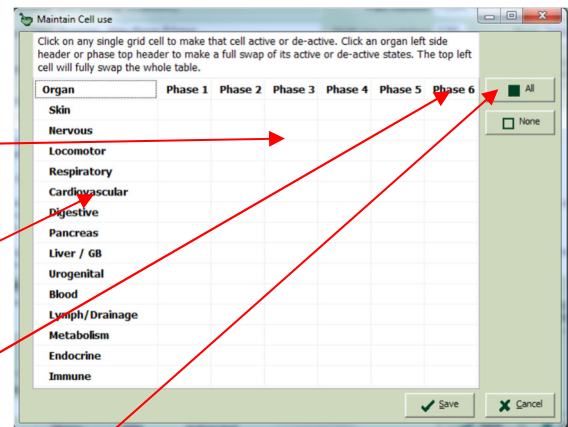 Maintain Cell use
Click on any single grid cell to make that cell active or de-active. Click an organ left side
header or phase top header to make a full swap of its active or de-active states. The top left
cell will fully swap the whole table.
Organ Phase 1 Phase 2 Phase 3 Phase 4 Phase 5 Phase 6
All
Skin
None
Nervous
Locomotor
Respiratory
Cardiovascular
Digestive
Pancreas
Liver / GB
Urogenital
Blood
Lymph/Drainage
Metabolism
Endocrine
Immune
Save Cancel